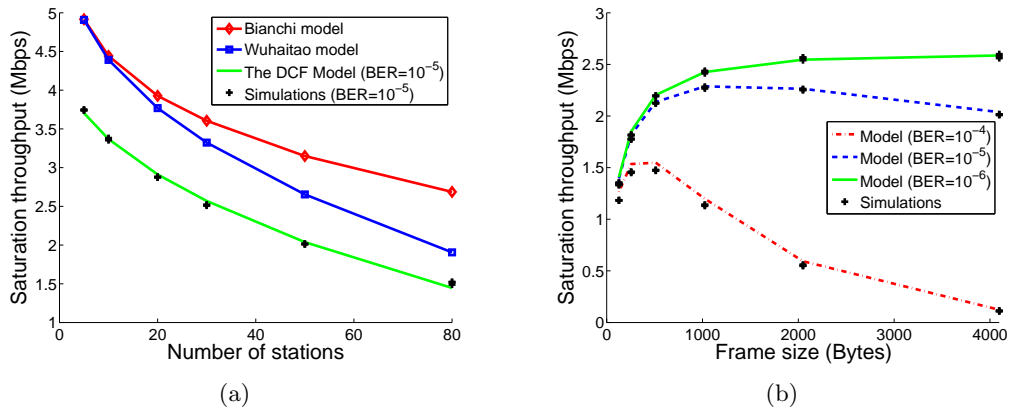 5
4.5
4
3.5
3
2.5
2
1.5
1
0
20
40
60
80
Saturation throughput (Mbps)
Number of stations
Bianchi model
Wuhaitao model
The DCF Model (BER=10⁻⁵)
Simulations (BER=10⁻⁵)
(a)
3
2.5
2
1.5
1
0.5
0
0
1000
2000
3000
4000
Saturation throughput (Mbps)
Frame size (Bytes)
Model (BER=10⁻⁴)
Model (BER=10⁻⁵)
Model (BER=10⁻⁶)
Simulations
(b)